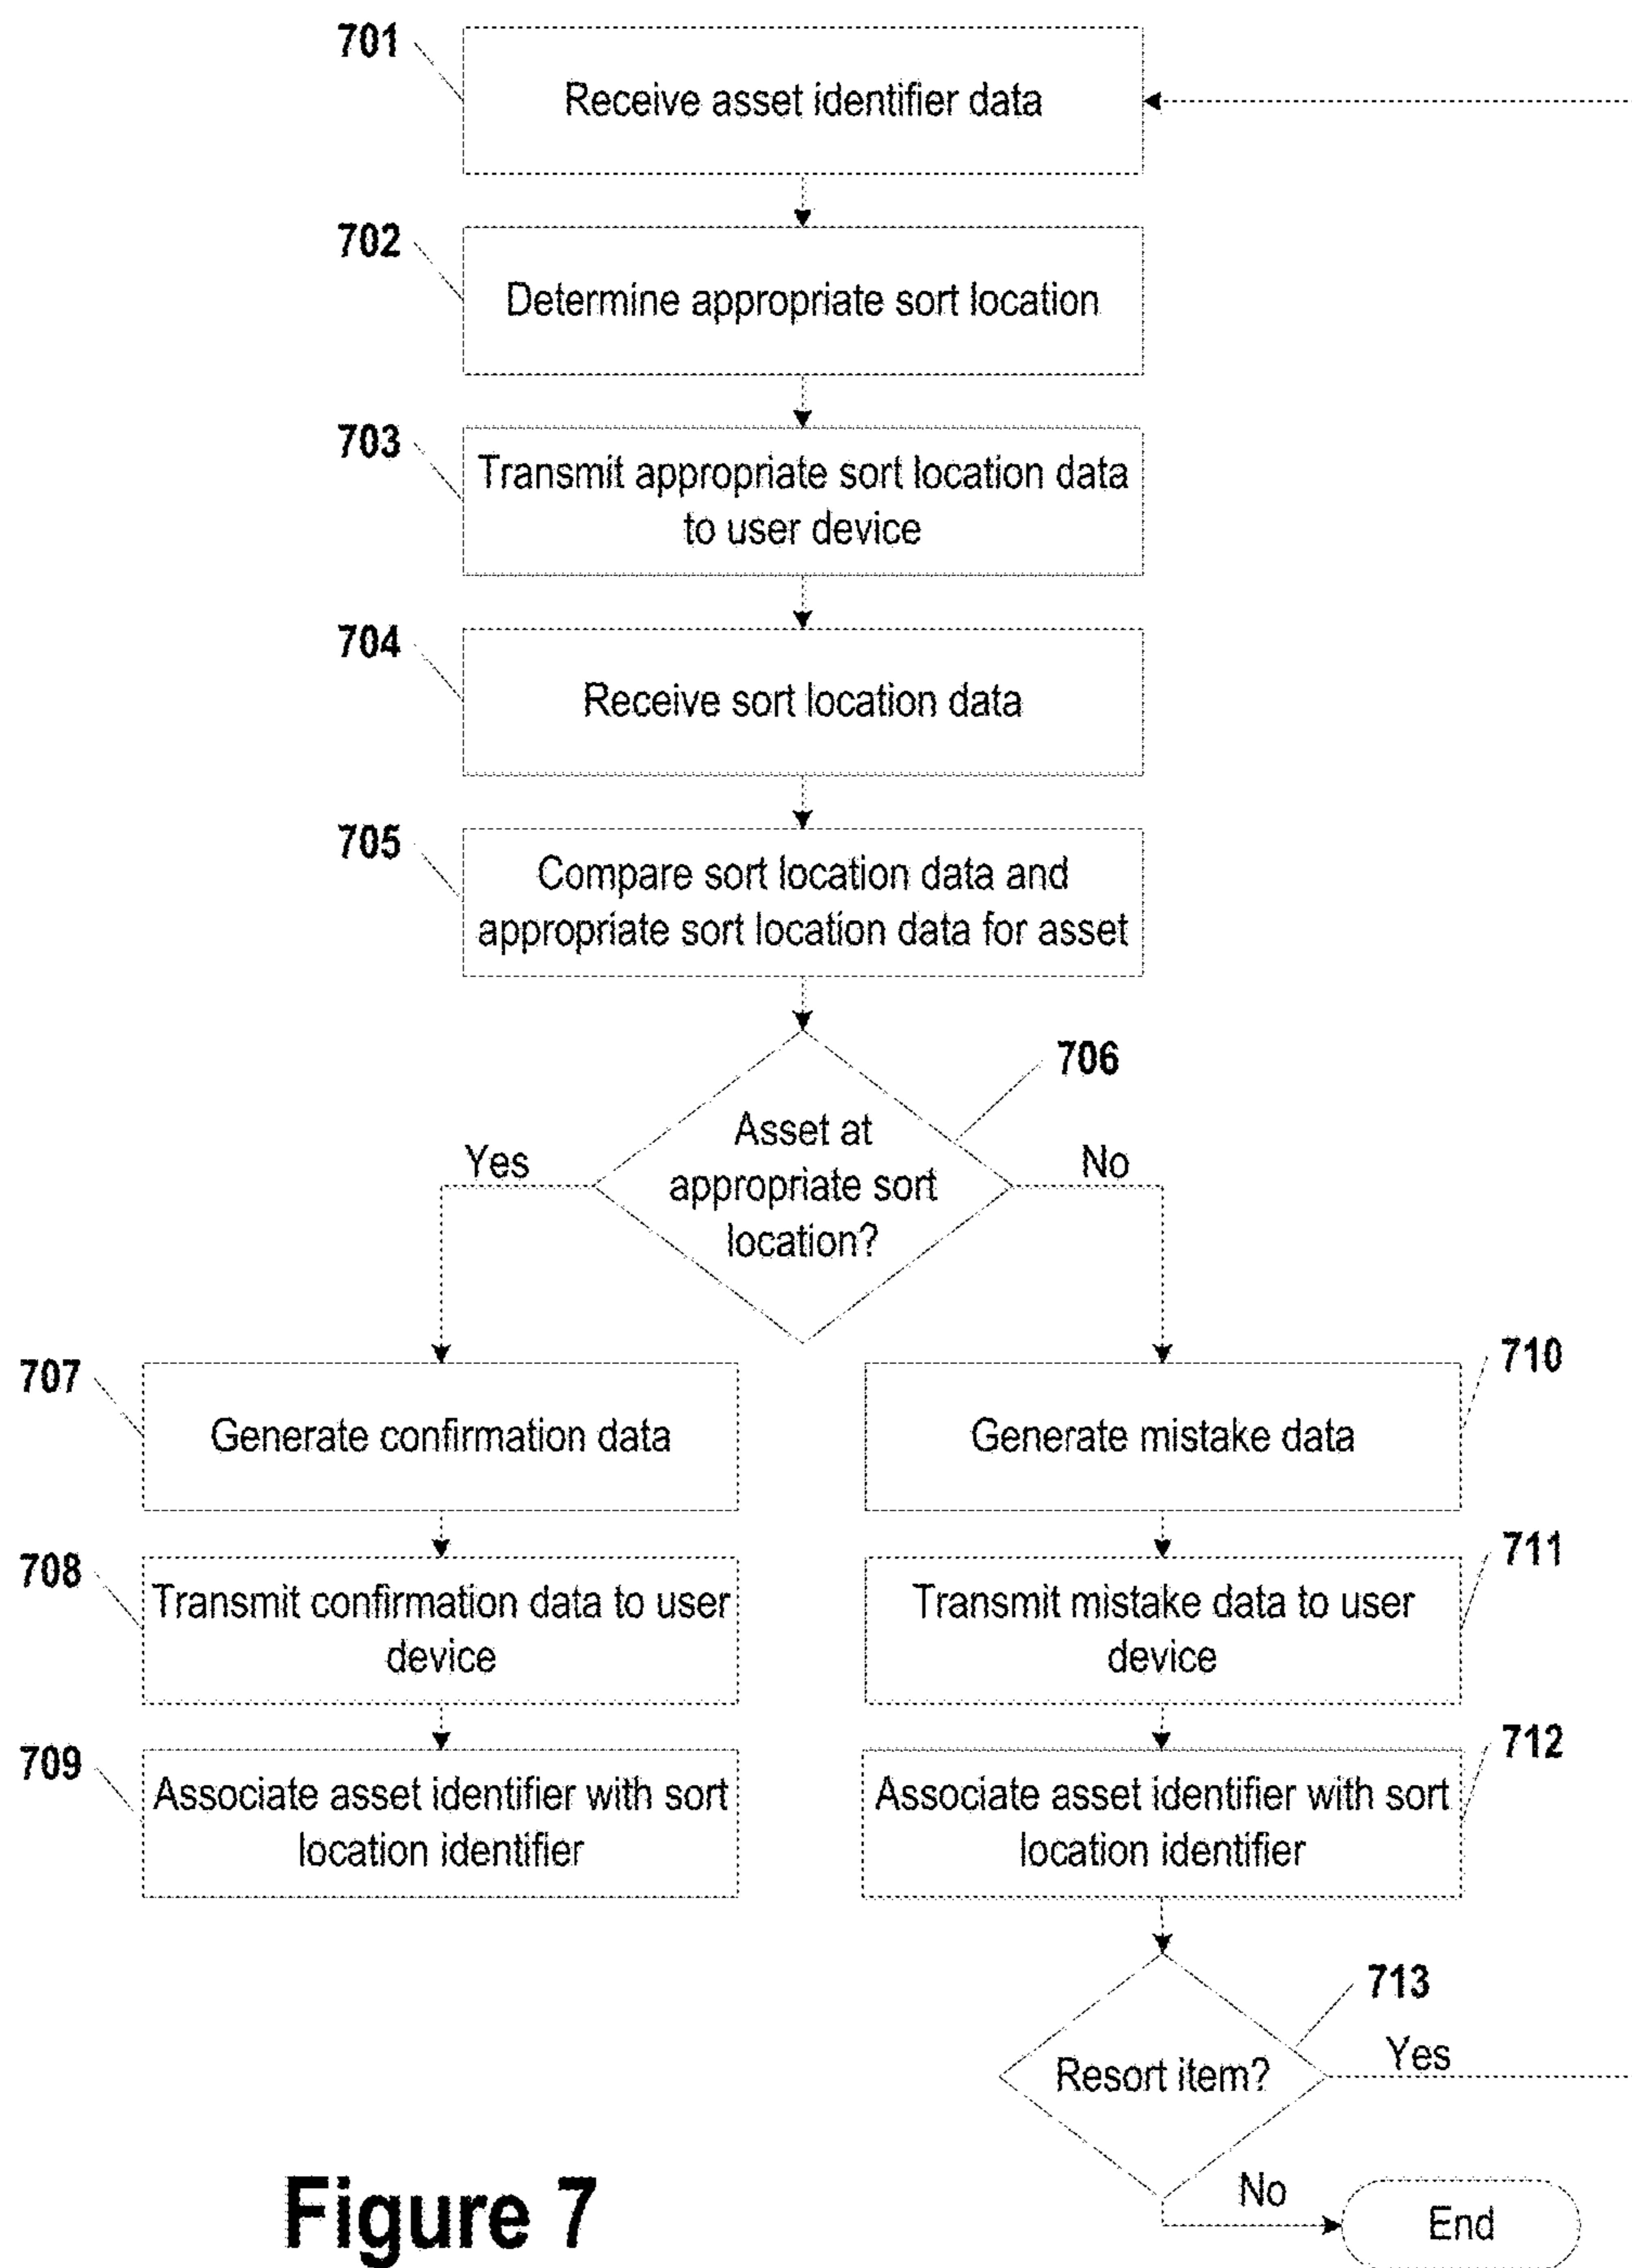 701
Receive asset identifier data
702
Determine appropriate sort location
703
Transmit appropriate sort location data
to user device
704
Receive sort location data
705
Compare sort location data and
appropriate sort location data for asset
706
Asset at
appropriate sort
location?
Yes
No
707
Generate confirmation data
710
Generate mistake data
708
Transmit confirmation data to user
device
711
Transmit mistake data to user
device
709
Associate asset identifier with sort
location identifier
712
Associate asset identifier with sort
location identifier
713
Resort item?
Yes
No
End
Figure 7